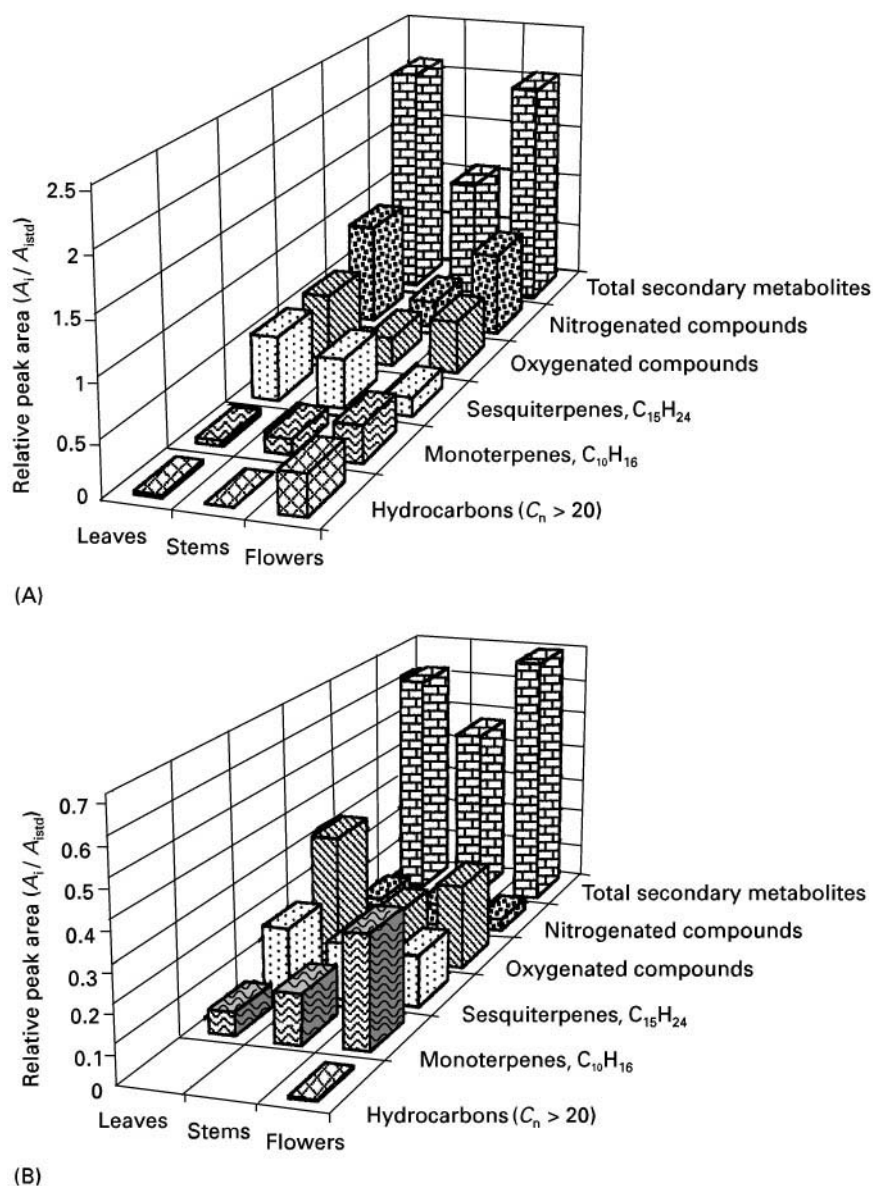 Relative peak area (Aᵢ / Aᵢₛₜd)
2.5
2
1.5
1
0.5
0
Leaves
Stems
Flowers
Total secondary metabolites
Nitrogenated compounds
Oxygenated compounds
Sesquiterpenes, C₁₅H₂₄
Monoterpenes, C₁₀H₁₆
Hydrocarbons (Cₙ > 20)
(A)
Relative peak area (Aᵢ / Aᵢₛₜd)
0.7
0.6
0.5
0.4
0.3
0.2
0.1
0
Leaves
Stems
Flowers
Total secondary metabolites
Nitrogenated compounds
Oxygenated compounds
Sesquiterpenes, C₁₅H₂₄
Monoterpenes, C₁₀H₁₆
Hydrocarbons (Cₙ > 20)
(B)